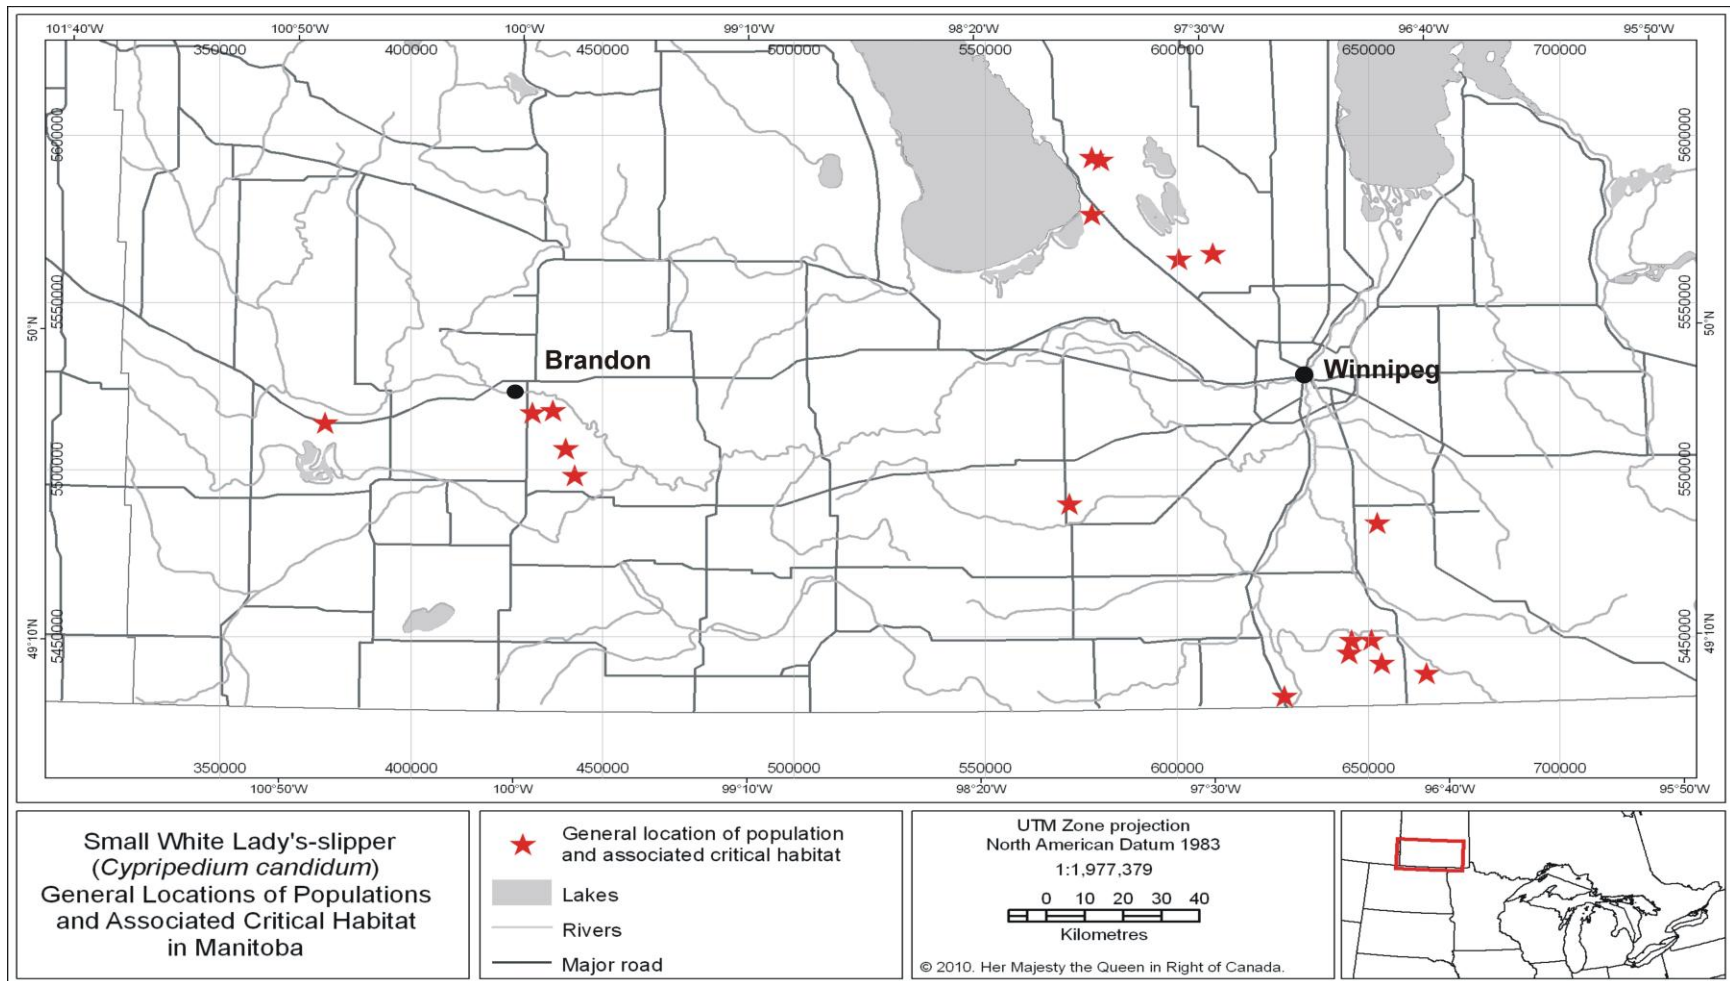 101°40'W 100°50'W 100°W 99°10'W 98°20'W 97°30'W 96°40'W 95°50'W
350000 400000 450000 500000 550000 600000 650000 700000
5600000 5600000
5550000 5550000
50°N 50°N
Brandon
Winnipeg
5500000 5500000
49°10'N 5450000 5450000 49°10'N
350000 400000 450000 500000 550000 600000 650000 700000
100°50'W 100°W 99°10'W 98°20'W 97°30'W 96°40'W 95°50'W
Small White Lady's-slipper
(Cypripedium candidum)
General Locations of Populations
and Associated Critical Habitat
in Manitoba
General location of population
and associated critical habitat
Lakes
Rivers
Major road
UTM Zone projection
North American Datum 1983
1:1,977,379
0 10 20 30 40
Kilometres
© 2010. Her Majesty the Queen in Right of Canada.